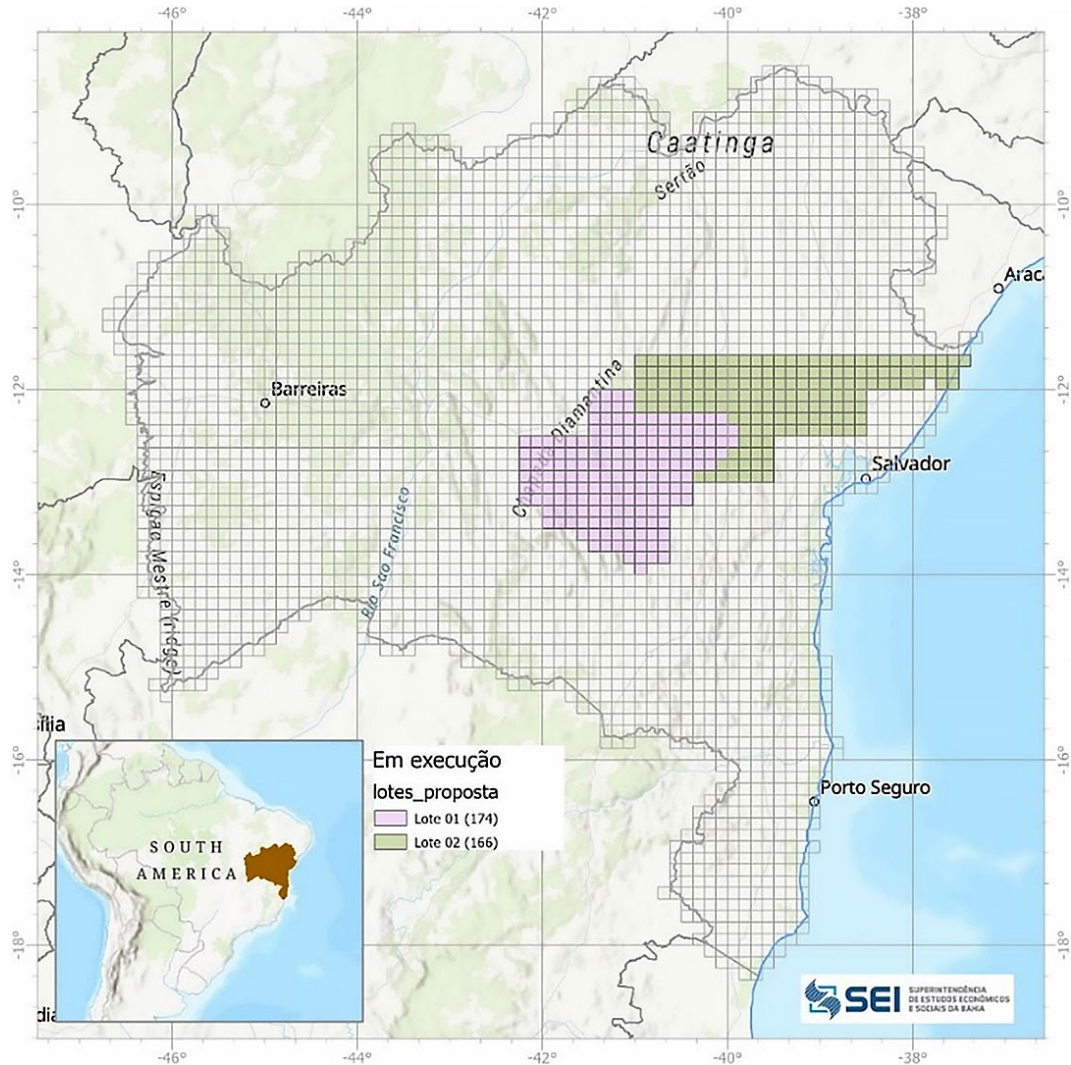 -46°
-44°
-42°
-40°
-38°
Caatinga
Serrão
-10°
-10°
Arac
-12°
Barreiras
Chapada Diamantina
-12°
Salvador
Espigão Mestre (ridge)
Rio São Francisco
-14°
-14°
sília
-16°
Em execução
lotes_proposta
Lote 01 (174)
Lote 02 (166)
-16°
Porto Seguro
SOUTH
AMERICA
-18°
-18°
SEI
SUPERINTENDÊNCIA
DE ESTUDOS ECONÔMICOS
E SOCIAIS DA BAHIA
dia
-46°
-44°
-42°
-40°
-38°